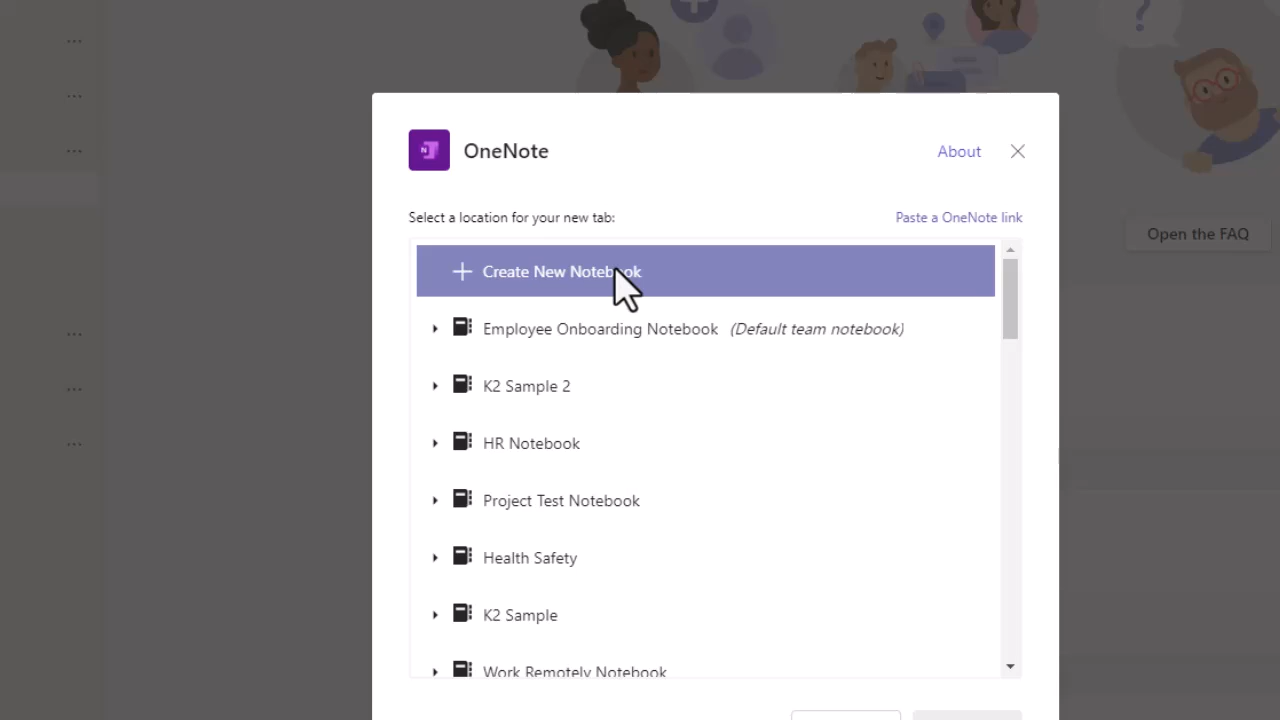 OneNote
About
Select a location for your new tab:
Paste a OneNote link
Create New Notebook
Open the FAQ
Employee Onboarding Notebook (Default team notebook)
K2 Sample 2
HR Notebook
Project Test Notebook
Health Safety
K2 Sample
Work Remotely Notebook